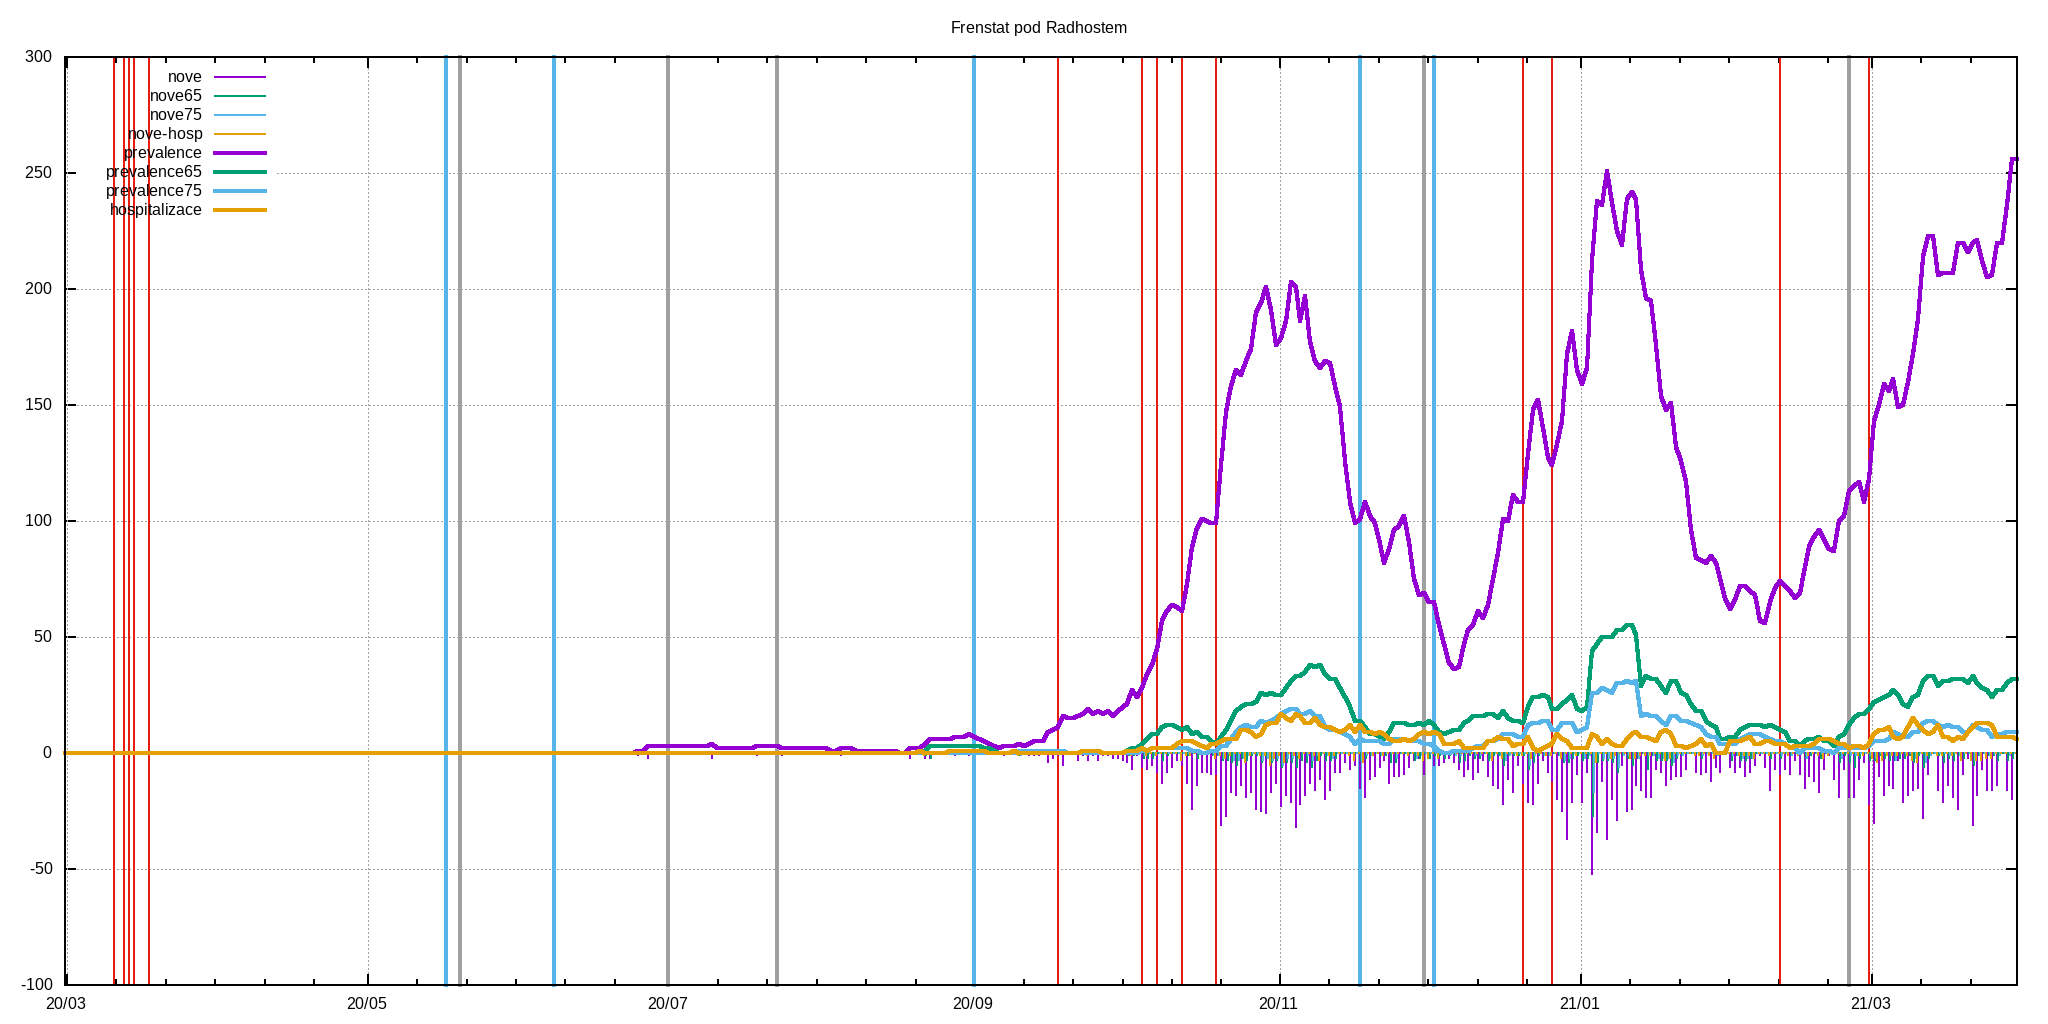 Frenstat pod Radhostem
300
250
200
150
100
50
0
-50
-100
nove
nove65
nove75
nove-hosp
prevalence
prevalence65
prevalence75
hospitalizace
20/03
20/05
20/07
20/09
20/11
21/01
21/03